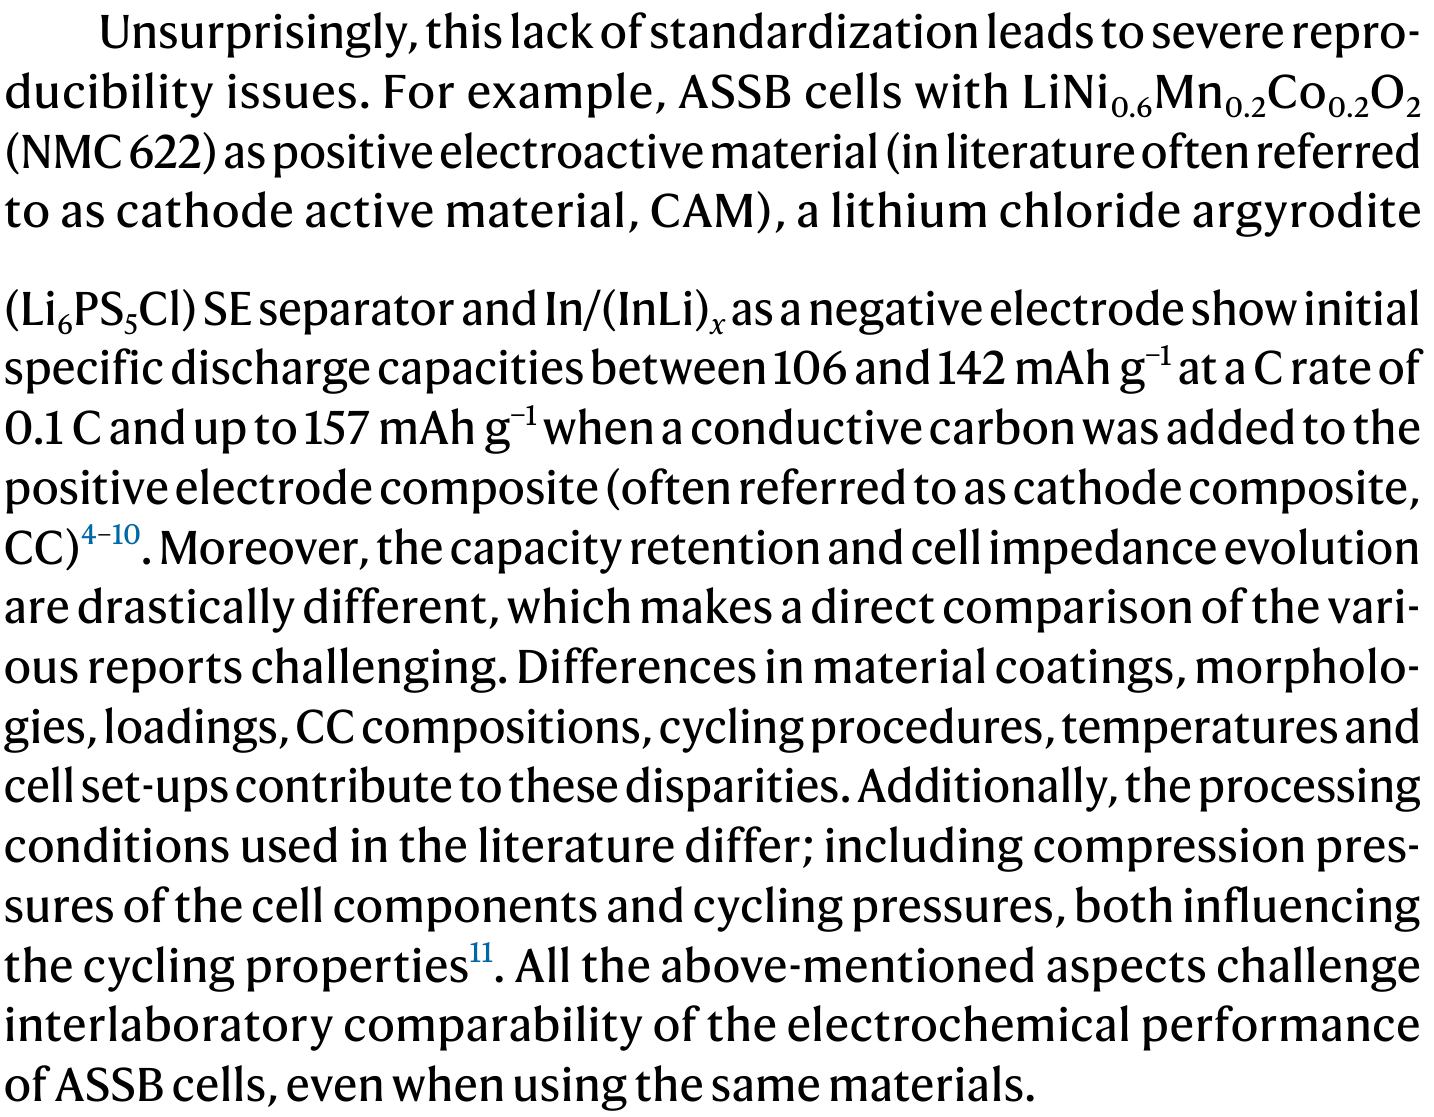 Unsurprisingly, this lack of standardization leads to severe repro-
ducibility issues. For example, ASSB cells with LiNi₀.₆Mn₀.₂Co₀.₂O₂
(NMC 622) as positive electroactive material (in literature often referred
to as cathode active material, CAM), a lithium chloride argyrodite
(Li₆PS₅Cl) SE separator and In/(InLi)ₓ as a negative electrode show initial
specific discharge capacities between 106 and 142 mAh g⁻¹ at a C rate of
0.1 C and up to 157 mAh g⁻¹ when a conductive carbon was added to the
positive electrode composite (often referred to as cathode composite,
CC)⁴⁻¹⁰. Moreover, the capacity retention and cell impedance evolution
are drastically different, which makes a direct comparison of the vari-
ous reports challenging. Differences in material coatings, morpholo-
gies, loadings, CC compositions, cycling procedures, temperatures and
cell set-ups contribute to these disparities. Additionally, the processing
conditions used in the literature differ; including compression pres-
sures of the cell components and cycling pressures, both influencing
the cycling properties¹¹. All the above-mentioned aspects challenge
interlaboratory comparability of the electrochemical performance
of ASSB cells, even when using the same materials.